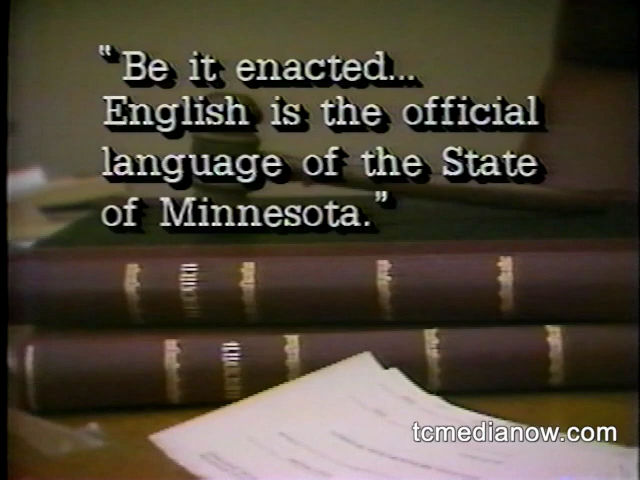 “Be it enacted...
English is the official
language of the State
of Minnesota.”
tcmedianow.com